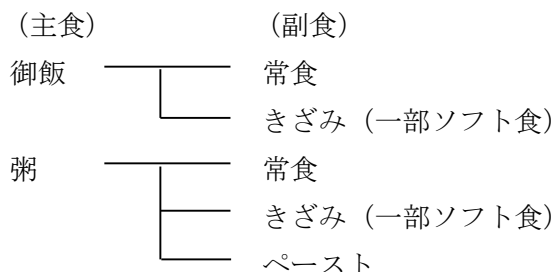 （主食） （副食）
御飯 常食
きざみ（一部ソフト食）
粥 常食
きざみ（一部ソフト食）
ペースト